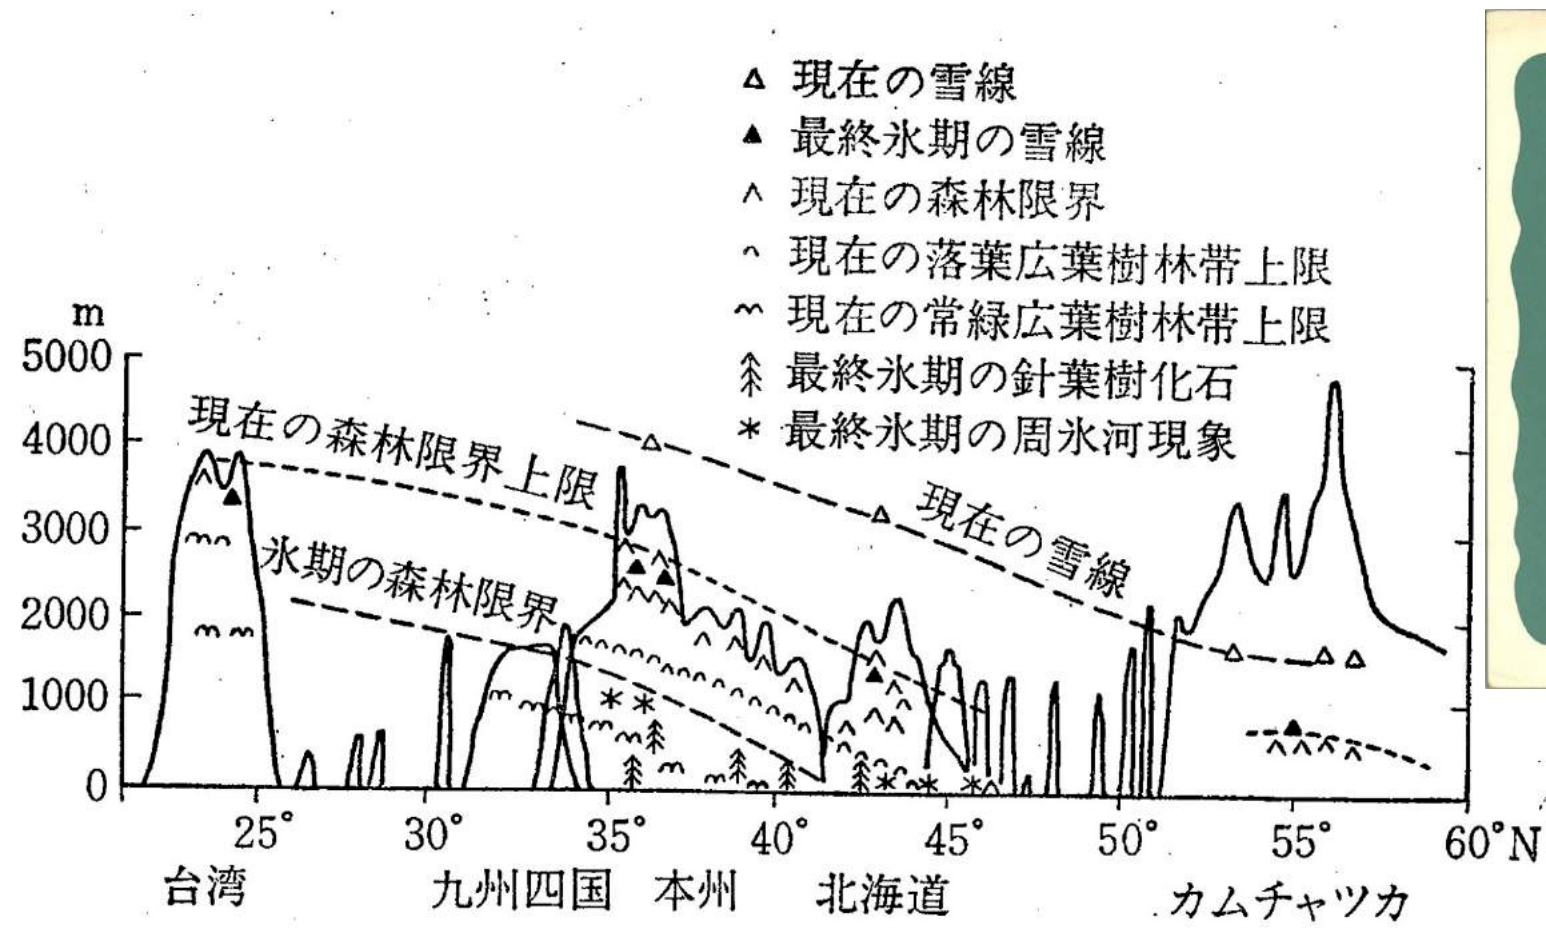 現在の雪線
最終氷期の雪線
現在の森林限界
現在の落葉広葉樹林帯上限
現在の常緑広葉樹林帯上限
最終氷期の針葉樹化石
最終氷期の周氷河現象
m
5000
4000
3000
2000
1000
0
現在の森林限界上限
氷期の森林限界
現在の雪線
25° 30° 35° 40° 45° 50° 55° 60°N
台湾 九州四国 本州 北海道 カムチャツカ